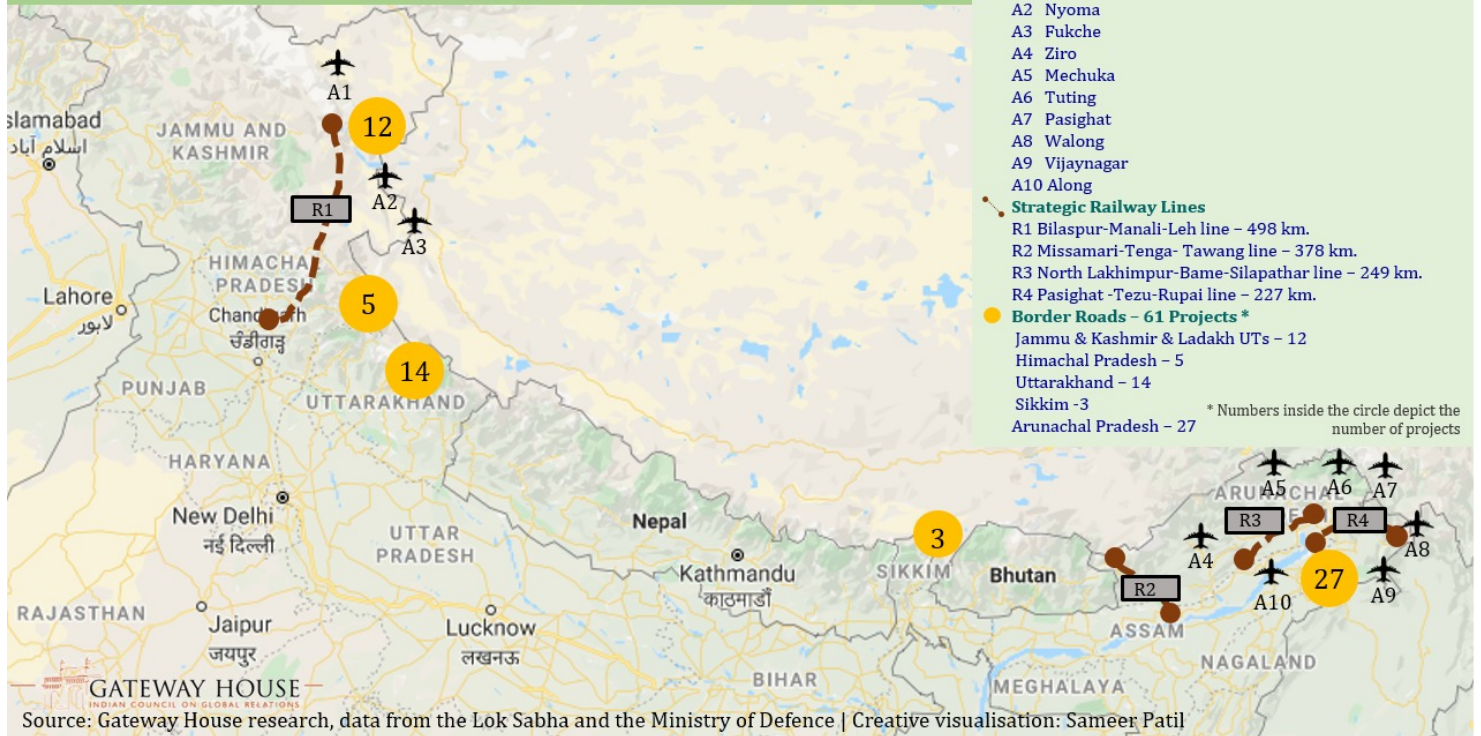 A2 Nyoma
A3 Fukche
A4 Ziro
A5 Mechuka
A6 Tuting
A7 Pasighat
A8 Walong
A9 Vijaynagar
A10 Along
Strategic Railway Lines
R1 Bilaspur-Manali-Leh line – 498 km.
R2 Missamari-Tenga- Tawang line – 378 km.
R3 North Lakhimpur-Bame-Silapathar line – 249 km.
R4 Pasighat -Tezu-Rupai line – 227 km.
Border Roads – 61 Projects *
Jammu & Kashmir & Ladakh UTs – 12
Himachal Pradesh – 5
Uttarakhand – 14
Sikkim -3
Arunachal Pradesh – 27
* Numbers inside the circle depict the
number of projects
A1
12
slamabad
اسلام آباد
JAMMU AND
KASHMIR
A2
R1
A3
HIMACHA
PRADESH
Lahore
لاہور
5
ਚੰਡੀਗੜ੍ਹ
14
PUNJAB
UTTARAKHAND
HARYANA
New Delhi
नई दिल्ली
UTTAR
PRADESH
Nepal
3
Kathmandu
काठमाडौं
SIKKIM
Bhutan
A5
A6
A7
R3
R4
A4
A8
R2
A10
27
A9
RAJASTHAN
Jaipur
जयपुर
Lucknow
लखनऊ
ASSAM
NAGALAND
BIHAR
MEGHALAYA
GATEWAY HOUSE
INDIAN COUNCIL ON GLOBAL RELATIONS
Source: Gateway House research, data from the Lok Sabha and the Ministry of Defence | Creative visualisation: Sameer Patil